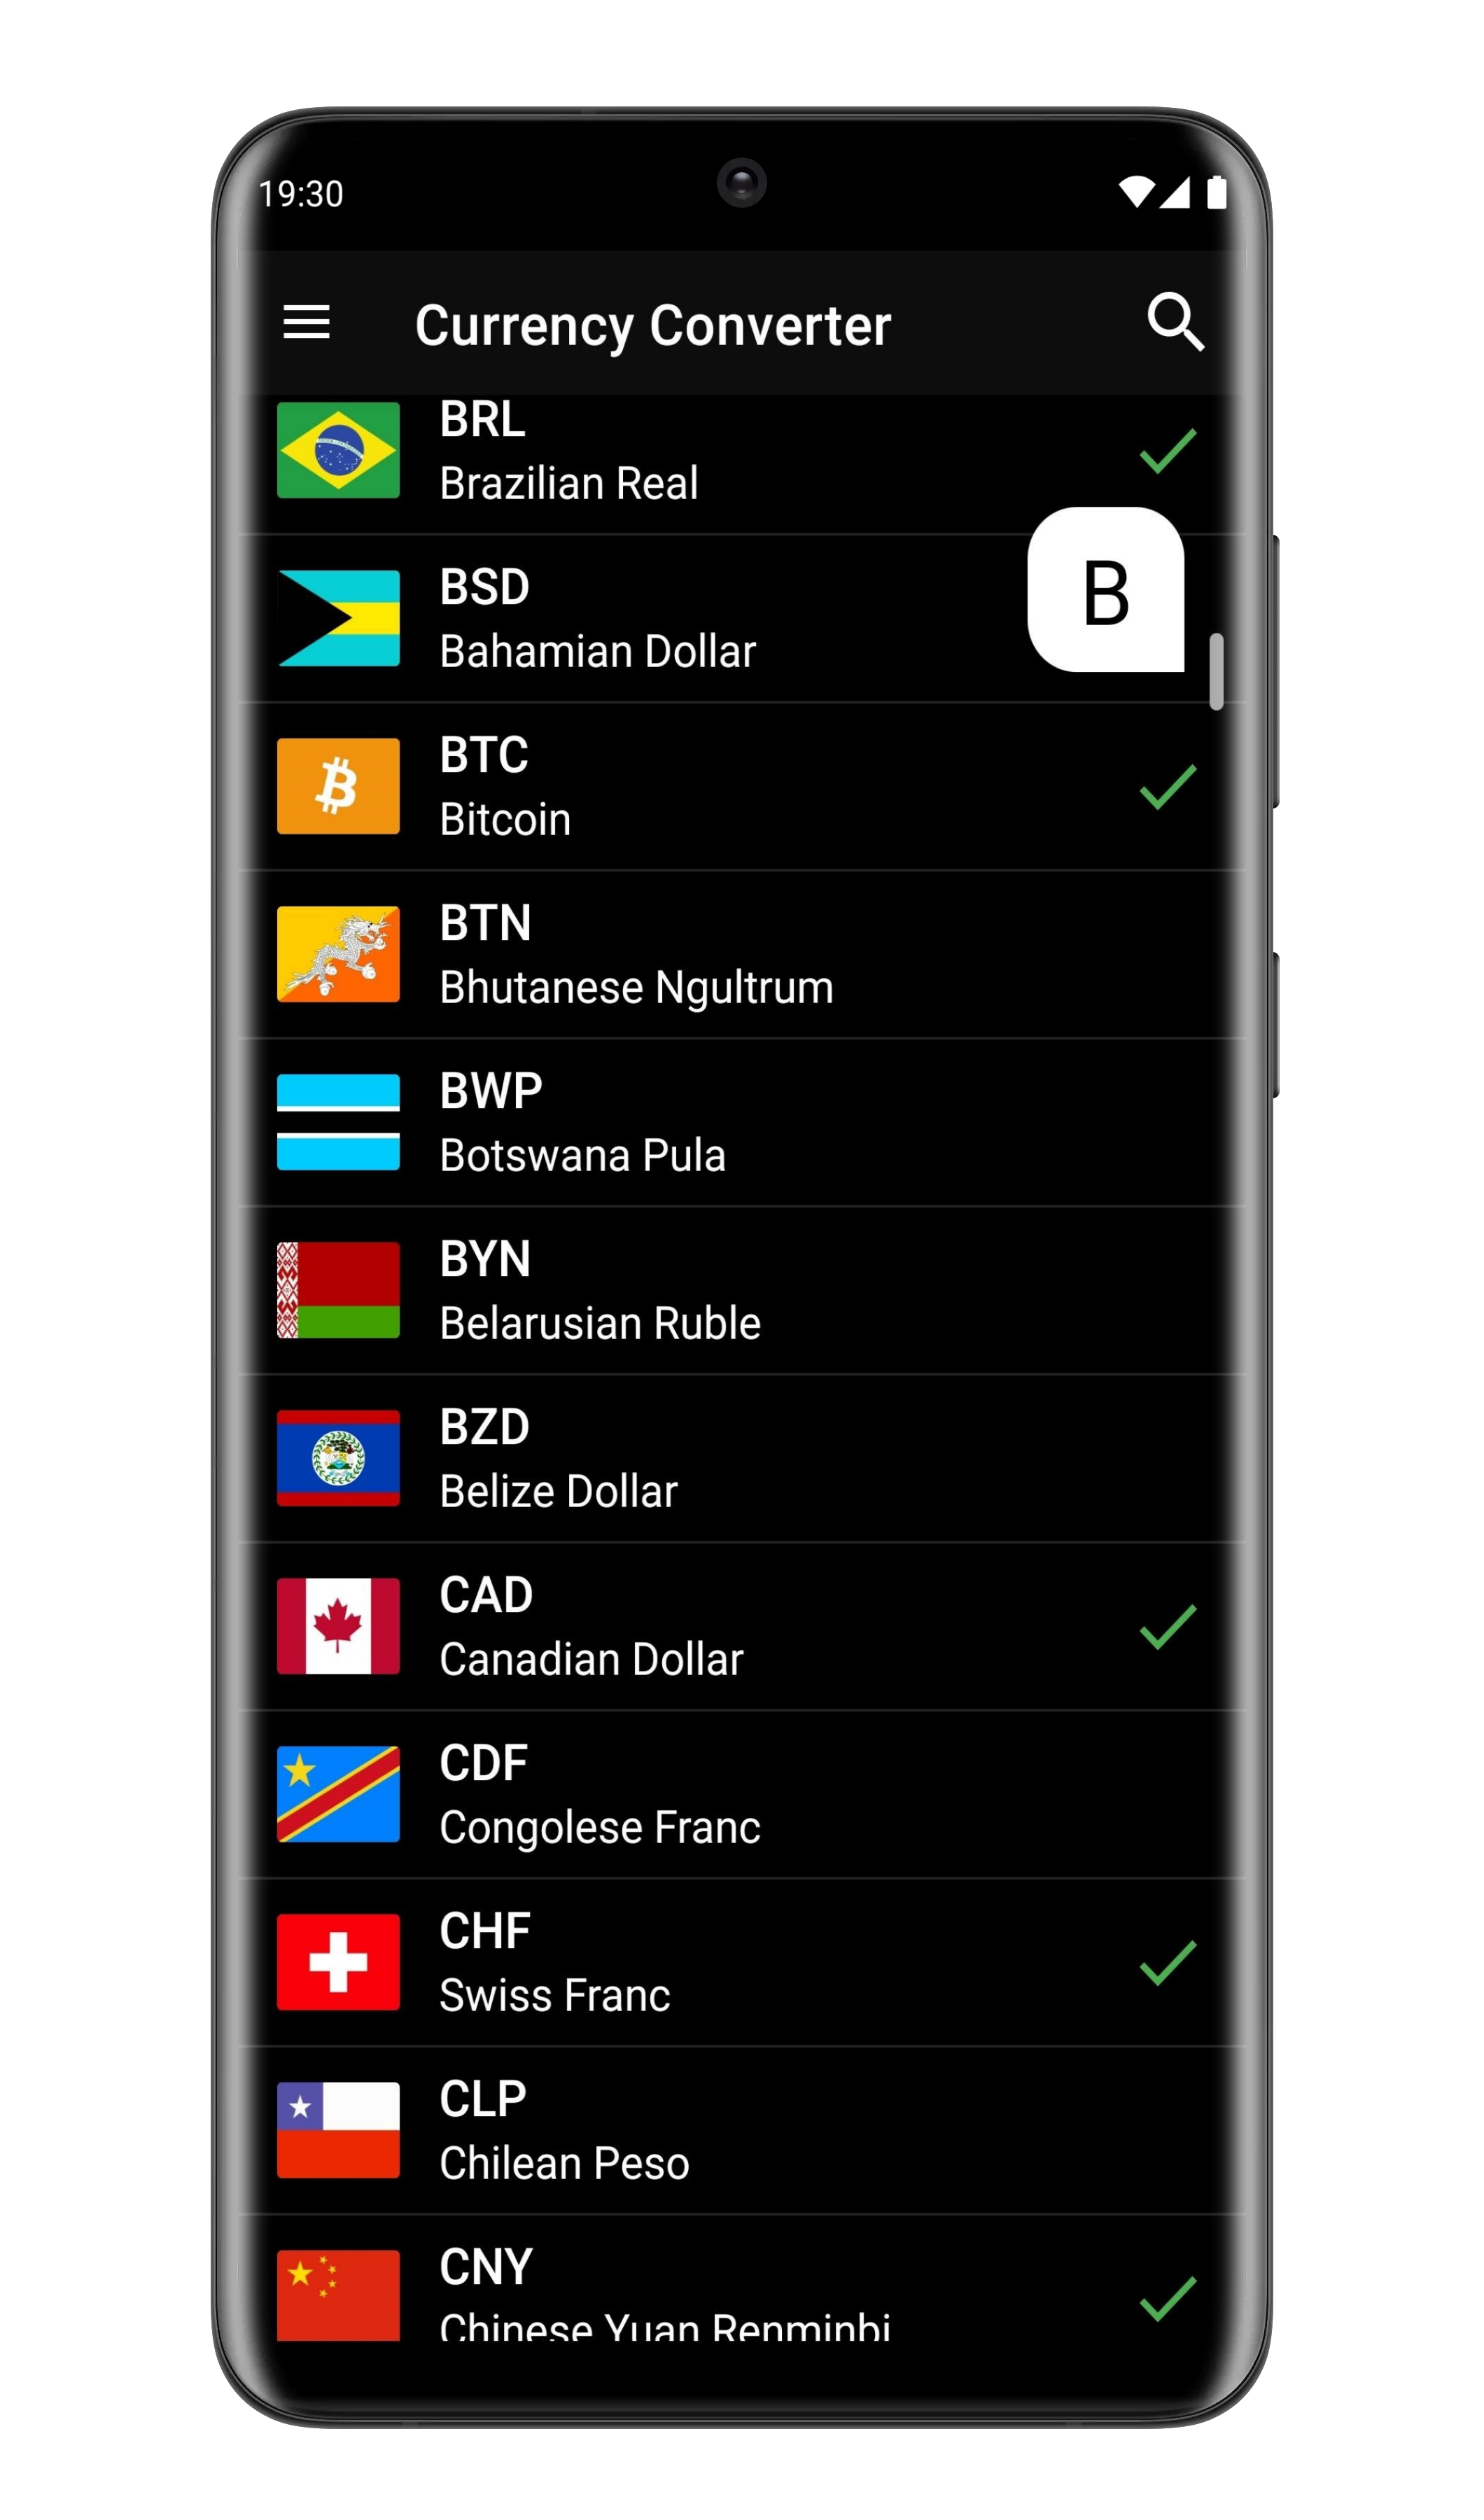 19:30
Currency Converter
BRL
Brazilian Real
B
BSD
Bahamian Dollar
BTC
Bitcoin
BTN
Bhutanese Ngultrum
BWP
Botswana Pula
BYN
Belarusian Ruble
BZD
Belize Dollar
CAD
Canadian Dollar
CDF
Congolese Franc
CHF
Swiss Franc
CLP
Chilean Peso
CNY
Chinese Yuan Renminbi